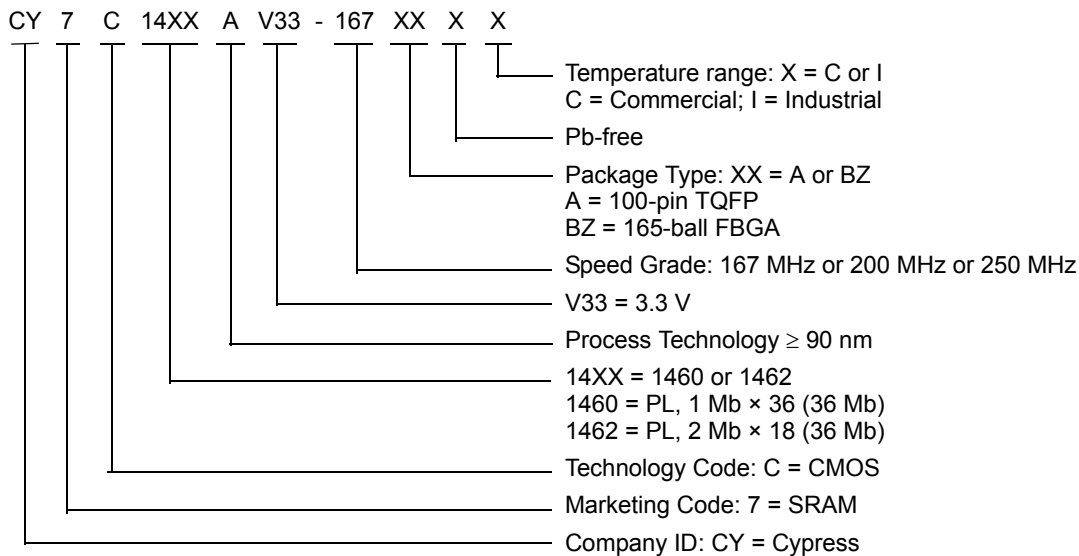 CY 7 C 14XX A V33 - 167 XX X X
Temperature range: X = C or I
C = Commercial; I = Industrial
Pb-free
Package Type: XX = A or BZ
A = 100-pin TQFP
BZ = 165-ball FBGA
Speed Grade: 167 MHz or 200 MHz or 250 MHz
V33 = 3.3 V
Process Technology ≥ 90 nm
14XX = 1460 or 1462
1460 = PL, 1 Mb × 36 (36 Mb)
1462 = PL, 2 Mb × 18 (36 Mb)
Technology Code: C = CMOS
Marketing Code: 7 = SRAM
Company ID: CY = Cypress